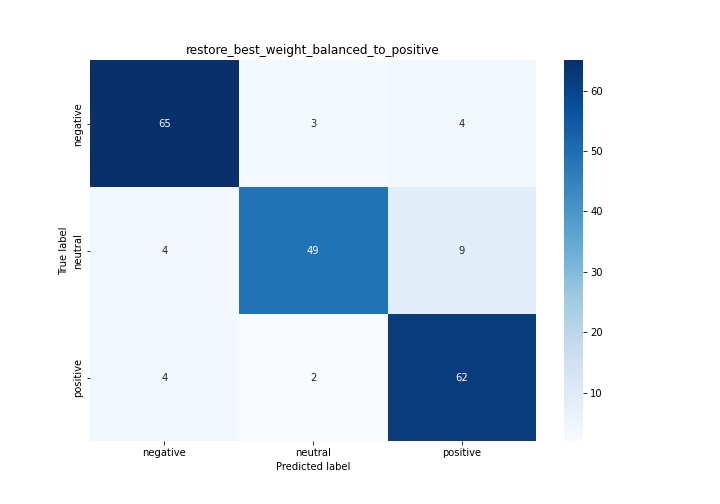 restore_best_weight_balanced_to_positive
negative
neutral
positive
True label
65 3 4
4 49 9
4 2 62
negative neutral positive
Predicted label
60
50
40
30
20
10